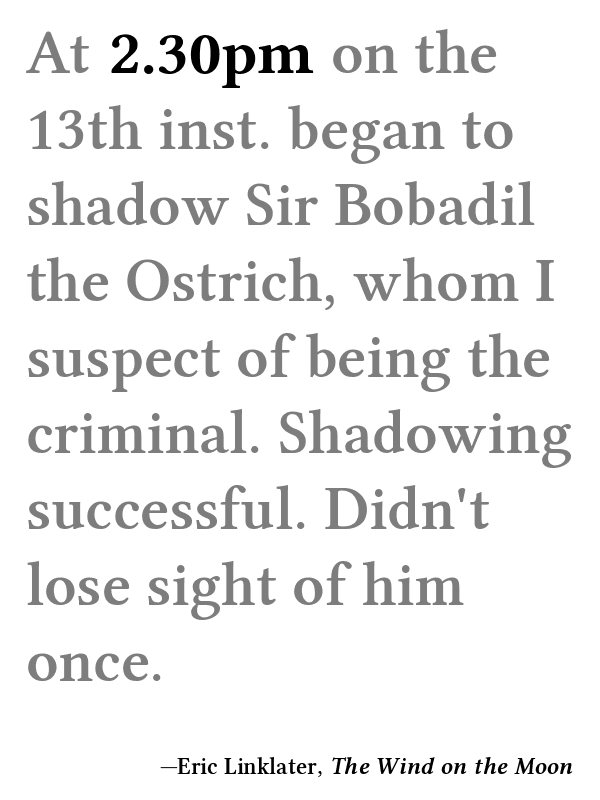 At 2.30pm on the
13th inst. began to
shadow Sir Bobadil
the Ostrich, whom I
suspect of being the
criminal. Shadowing
successful. Didn't
lose sight of him
once.
—Eric Linklater, The Wind on the Moon